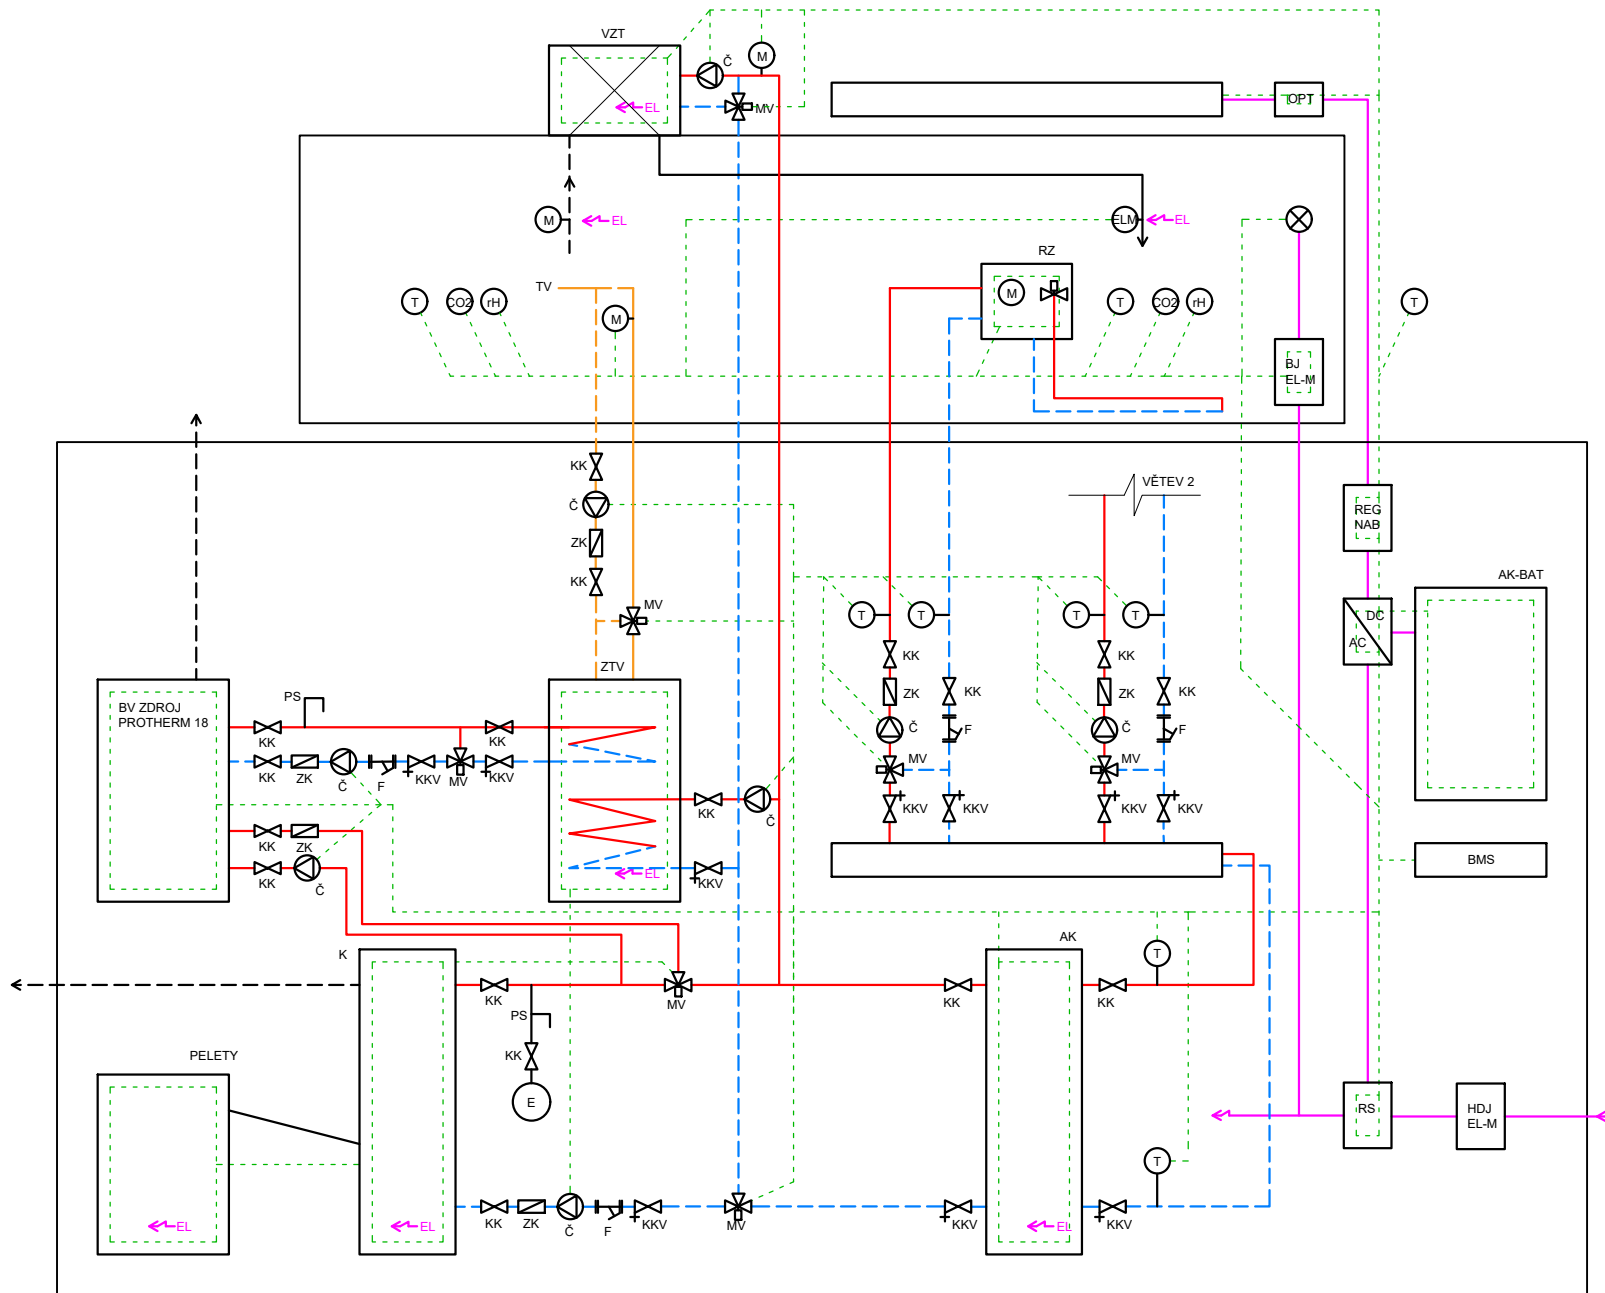 VZT
Č
M
EL
MV
OPT
M
EL
ELM
EL
RZ
TV
M
T
CO2
rH
M
T
CO2
rH
T
BJ
EL-M
KK
Č
ZK
KK
MV
ZTV
VĚTEV 2
REG
NAB
AK-BAT
DC
AC
T
T
T
T
KK
KK
KK
KK
ZK
ZK
Č
F
Č
F
MV
MV
KKV
KKV
KKV
KKV
BV ZDROJ
PROTHERM 18
PS
KK
KK
KK
ZK
Č
F
KKV
MV
KKV
KK
Č
KK
ZK
KK
Č
EL
KKV
BMS
K
AK
T
KK
MV
KK
KK
PS
KK
E
PELETY
RS
HDJ
EL-M
T
EL
EL
KK
ZK
Č
F
KKV
MV
KKV
EL
KKV